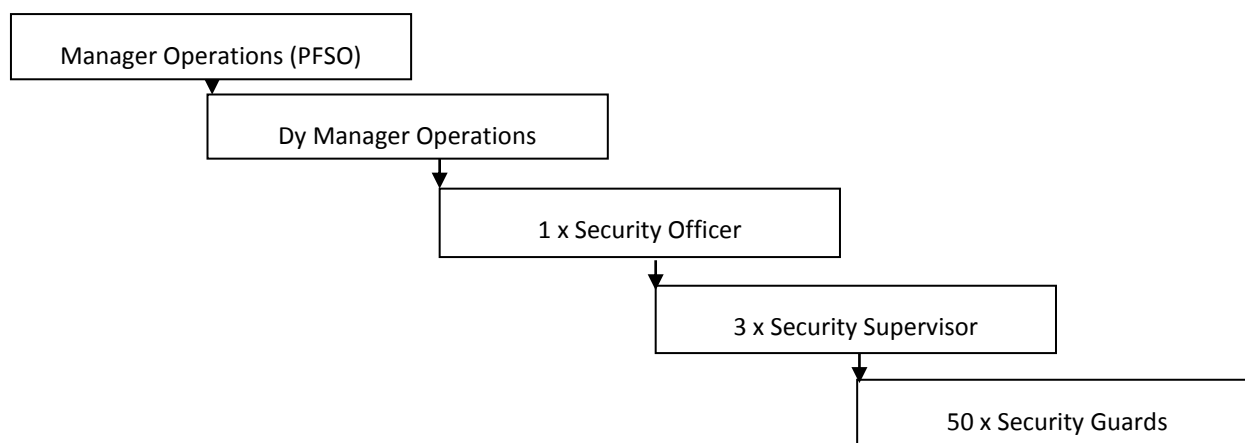 Manager Operations (PFSO)
Dy Manager Operations
1 x Security Officer
3 x Security Supervisor
50 x Security Guards